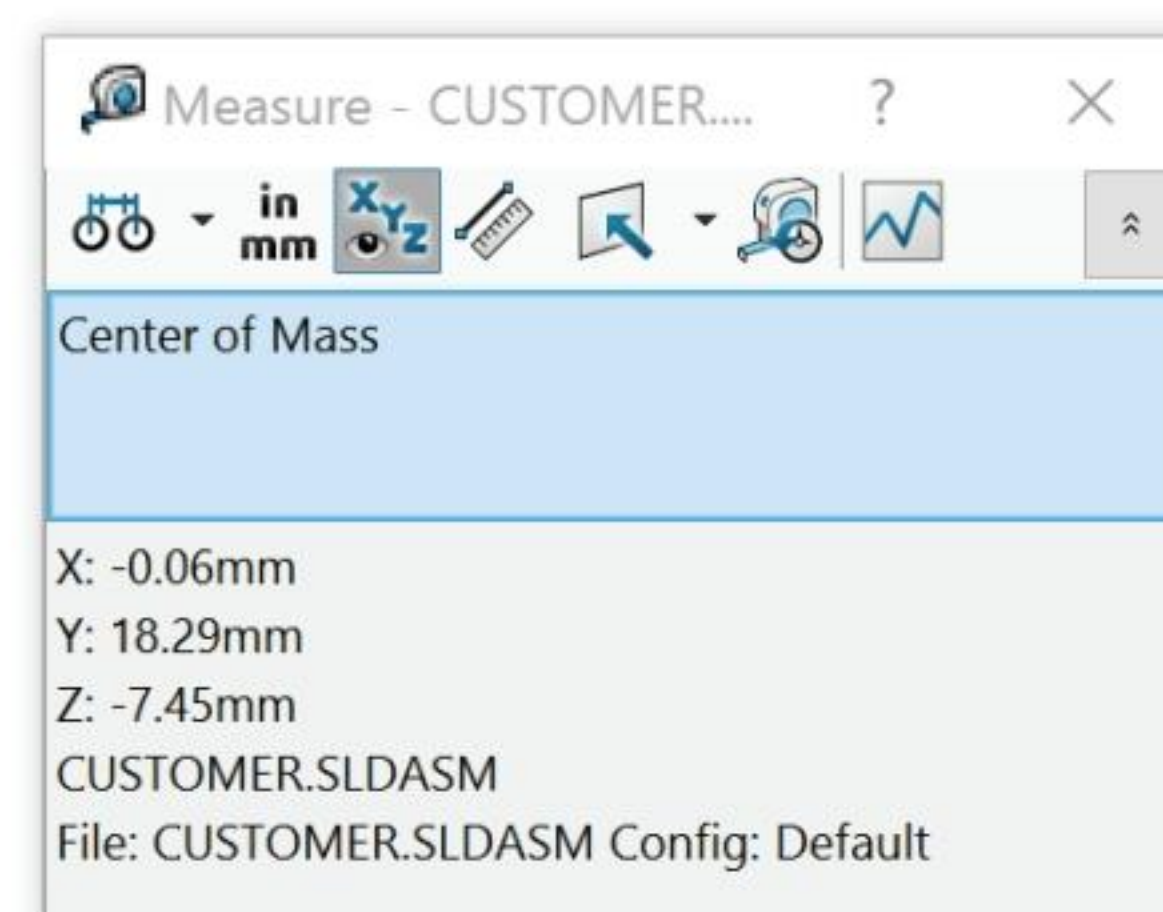 Measure - CUSTOMER.... ?
in
mm
XYZ
Center of Mass
X: -0.06mm
Y: 18.29mm
Z: -7.45mm
CUSTOMER.SLDASM
File: CUSTOMER.SLDASM Config: Default